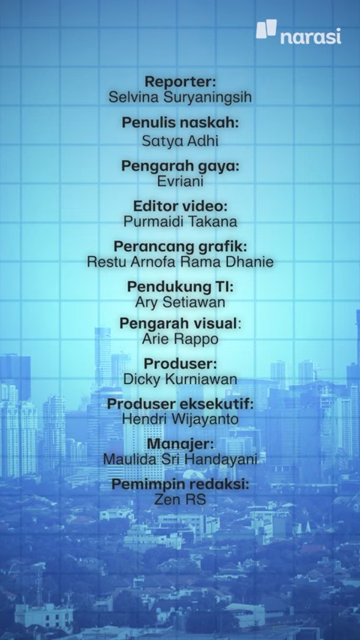 narasi
Reporter:
Selvina Suryaningsih
Penulis naskah:
Satya Adhi
Pengarah gaya:
Evriani
Editor video:
Purmaidi Takana
Perancang grafik:
Restu Arnofa Rama Dhanie
Pendukung TI:
Ary Setiawan
Pengarah visual:
Arie Rappo
Produser:
Dicky Kurniawan
Produser eksekutif:
Hendri Wijayanto
Manajer:
Maulida Sri Handayani
Pemimpin redaksi:
Zen RS